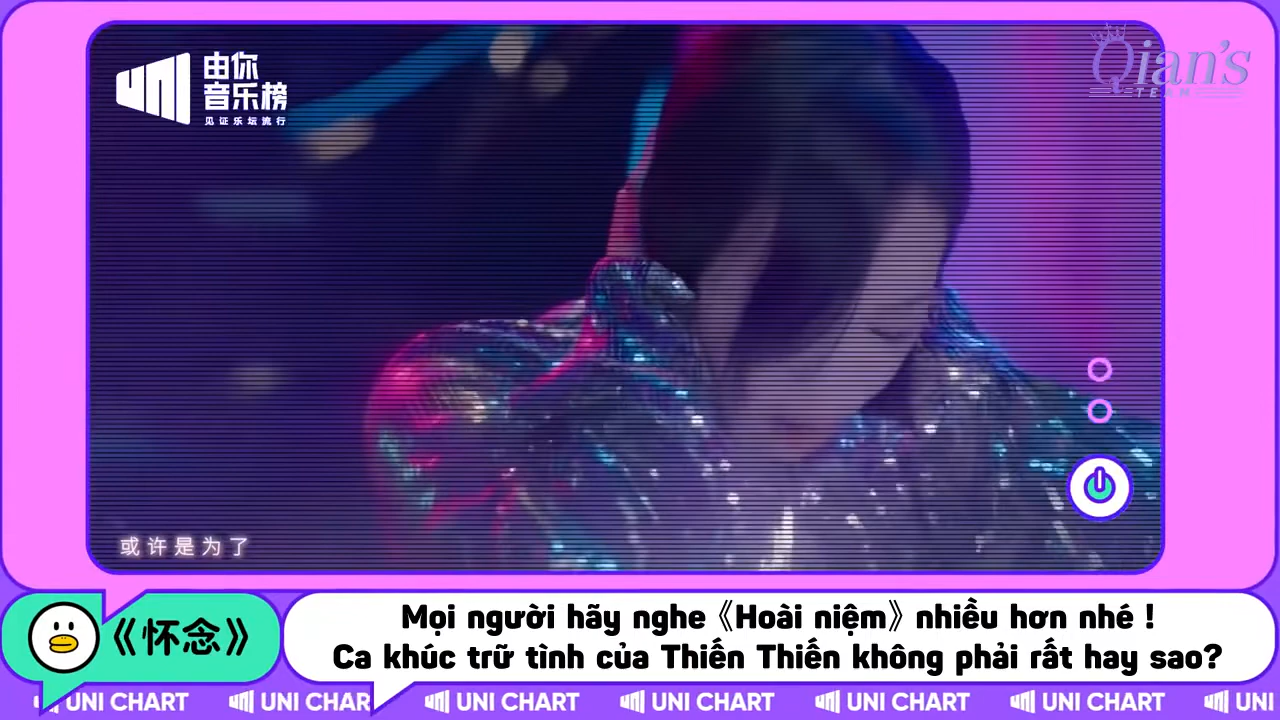 UNI
由你
音乐榜
见证乐坛流行
Qian's
TEAM
或许是为了
《怀念》
Mọi người hãy nghe《Hoài niệm》nhiều hơn nhé !
Ca khúc trữ tình của Thiến Thiến không phải rất hay sao?
UNI CHART UNI CHART UNI CHART UNI CHART UNI CHART UNI CHART UNI